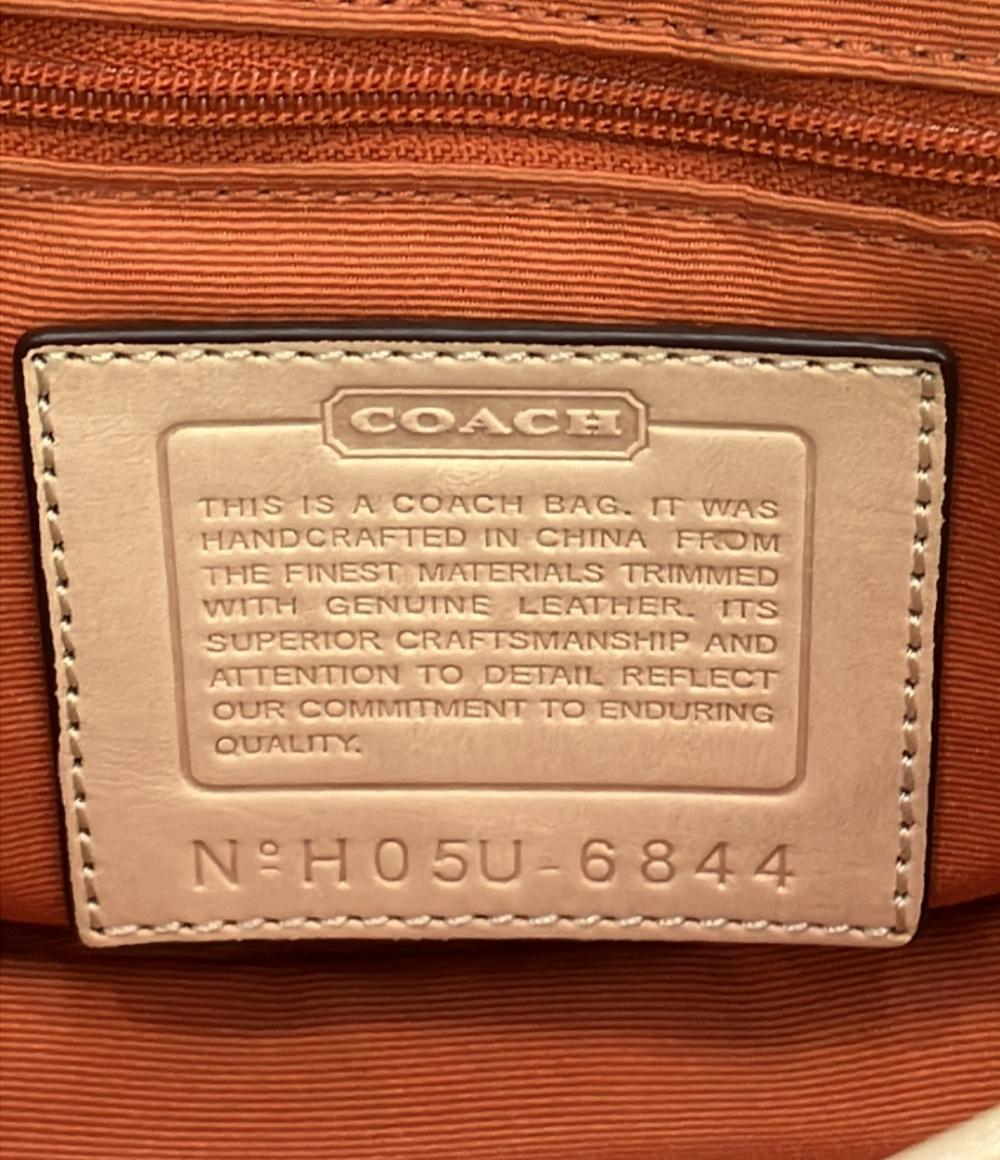 COACH
THIS IS A COACH BAG. IT WAS
HANDCRAFTED IN CHINA FROM
THE FINEST MATERIALS TRIMMED
WITH GENUINE LEATHER. ITS
SUPERIOR CRAFTSMANSHIP AND
ATTENTION TO DETAIL REFLECT
OUR COMMITMENT TO ENDURING
QUALITY.
Nº H05U-6844